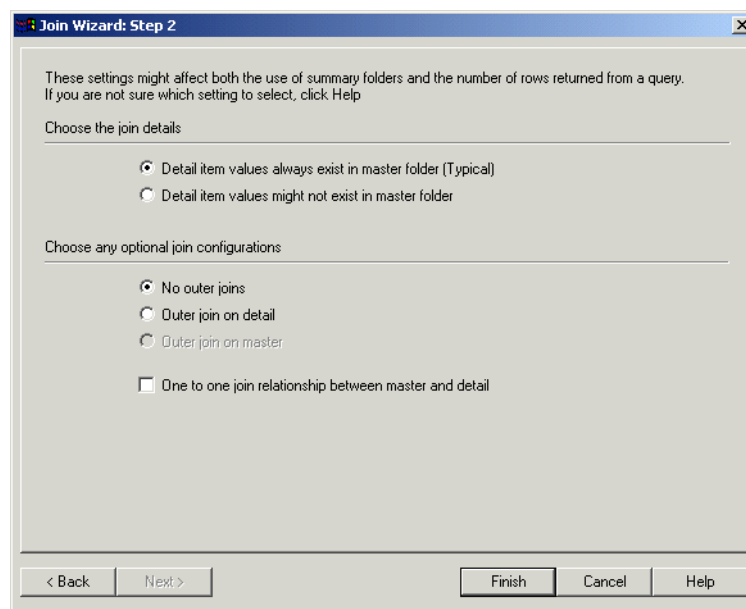 Join Wizard: Step 2
These settings might affect both the use of summary folders and the number of rows returned from a query.
If you are not sure which setting to select, click Help
Choose the join details
Detail item values always exist in master folder (Typical)
Detail item values might not exist in master folder
Choose any optional join configurations
No outer joins
Outer join on detail
Outer join on master
One to one join relationship between master and detail
< Back Next > Finish Cancel Help